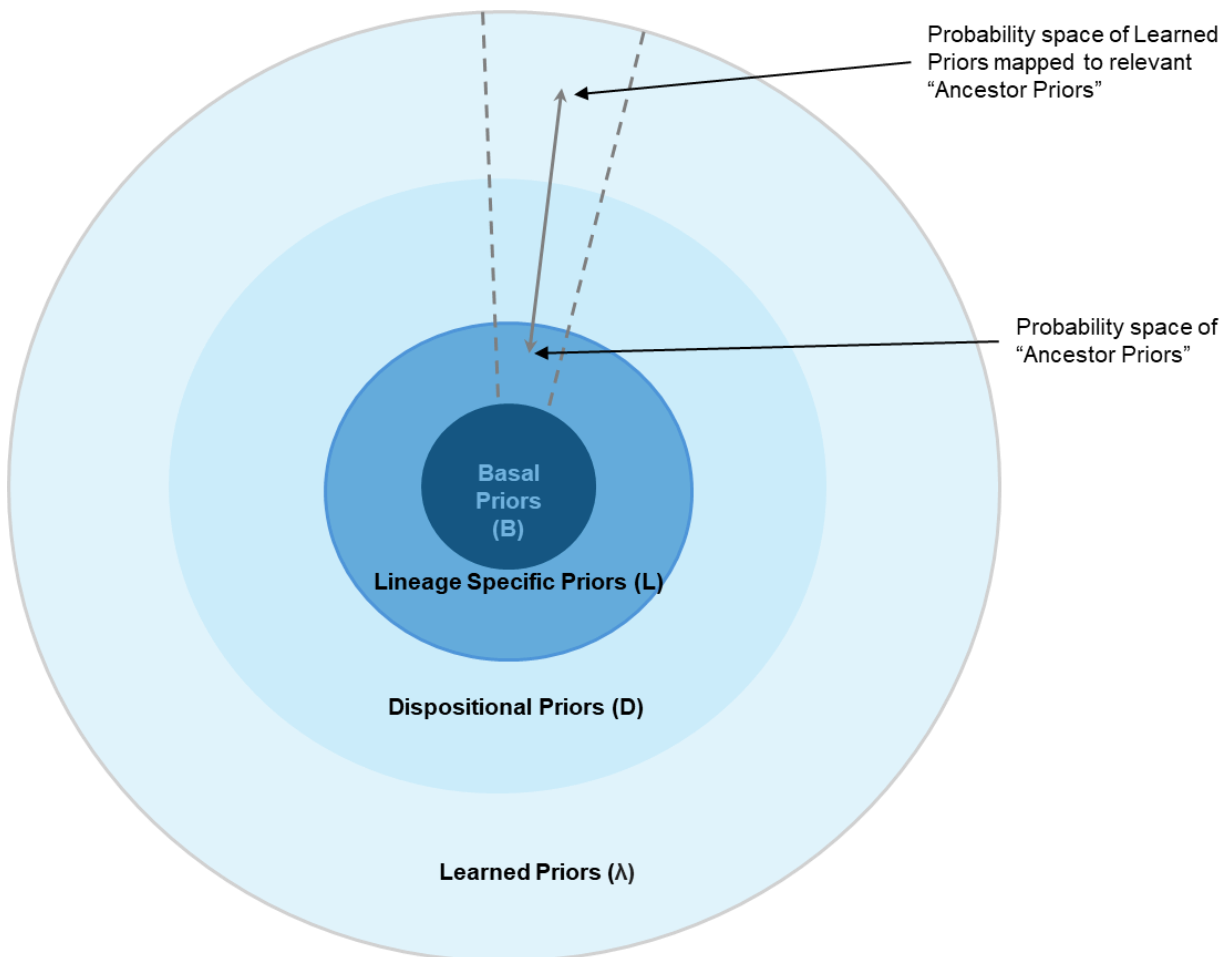 Probability space of Learned
Priors mapped to relevant
“Ancestor Priors”
Probability space of
“Ancestor Priors”
Basal
Priors
(B)
Lineage Specific Priors (L)
Dispositional Priors (D)
Learned Priors (λ)